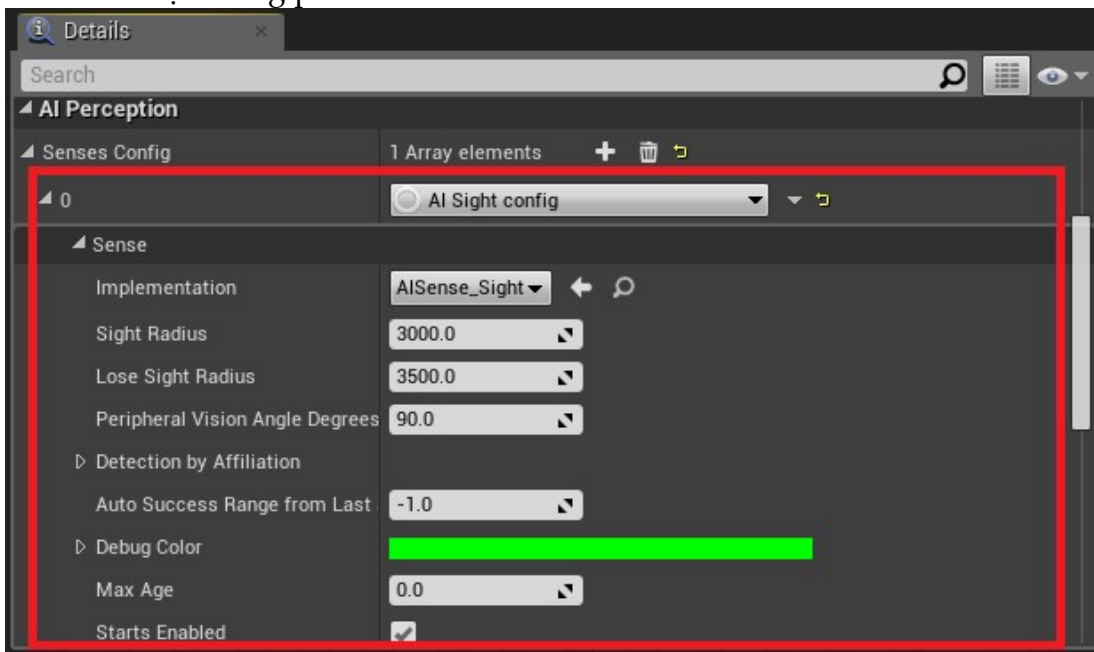 Details
Search
AI Perception
Senses Config 1 Array elements
0 AI Sight config
Sense
Implementation AISense_Sight
Sight Radius 3000.0
Lose Sight Radius 3500.0
Peripheral Vision Angle Degrees 90.0
Detection by Affiliation
Auto Success Range from Last -1.0
Debug Color
Max Age 0.0
Starts Enabled